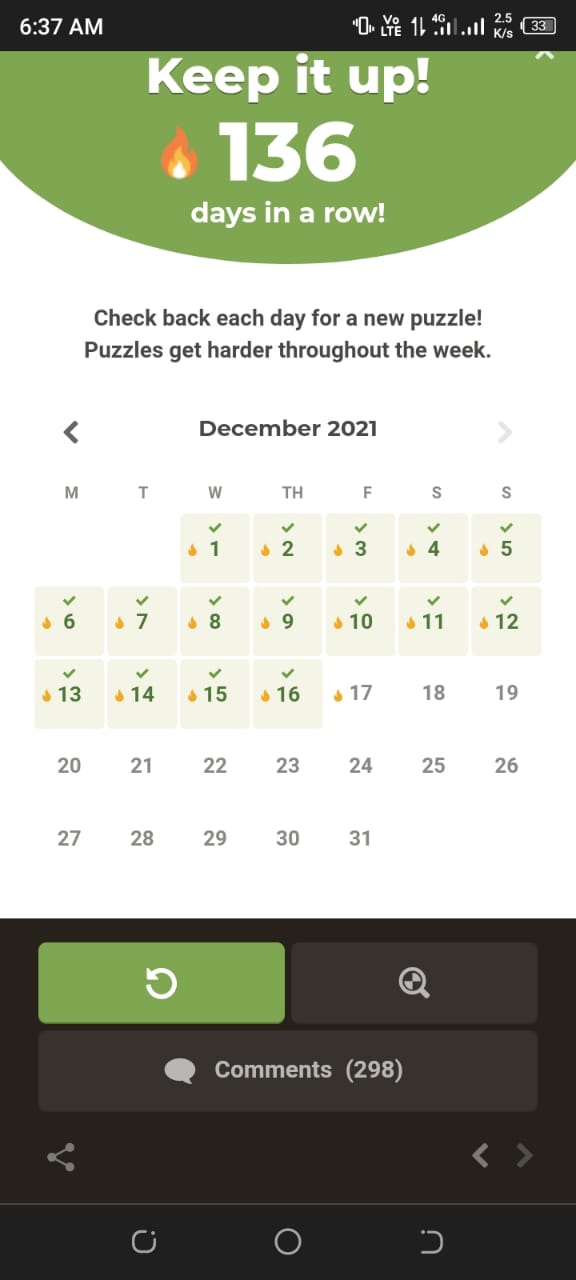 6:37 AM Vo LTE 4G 2.5 K/s 33
Keep it up!
136
days in a row!
Check back each day for a new puzzle!
Puzzles get harder throughout the week.
December 2021
M T W TH F S S
1 2 3 4 5
6 7 8 9 10 11 12
13 14 15 16 17 18 19
20 21 22 23 24 25 26
27 28 29 30 31
Comments (298)